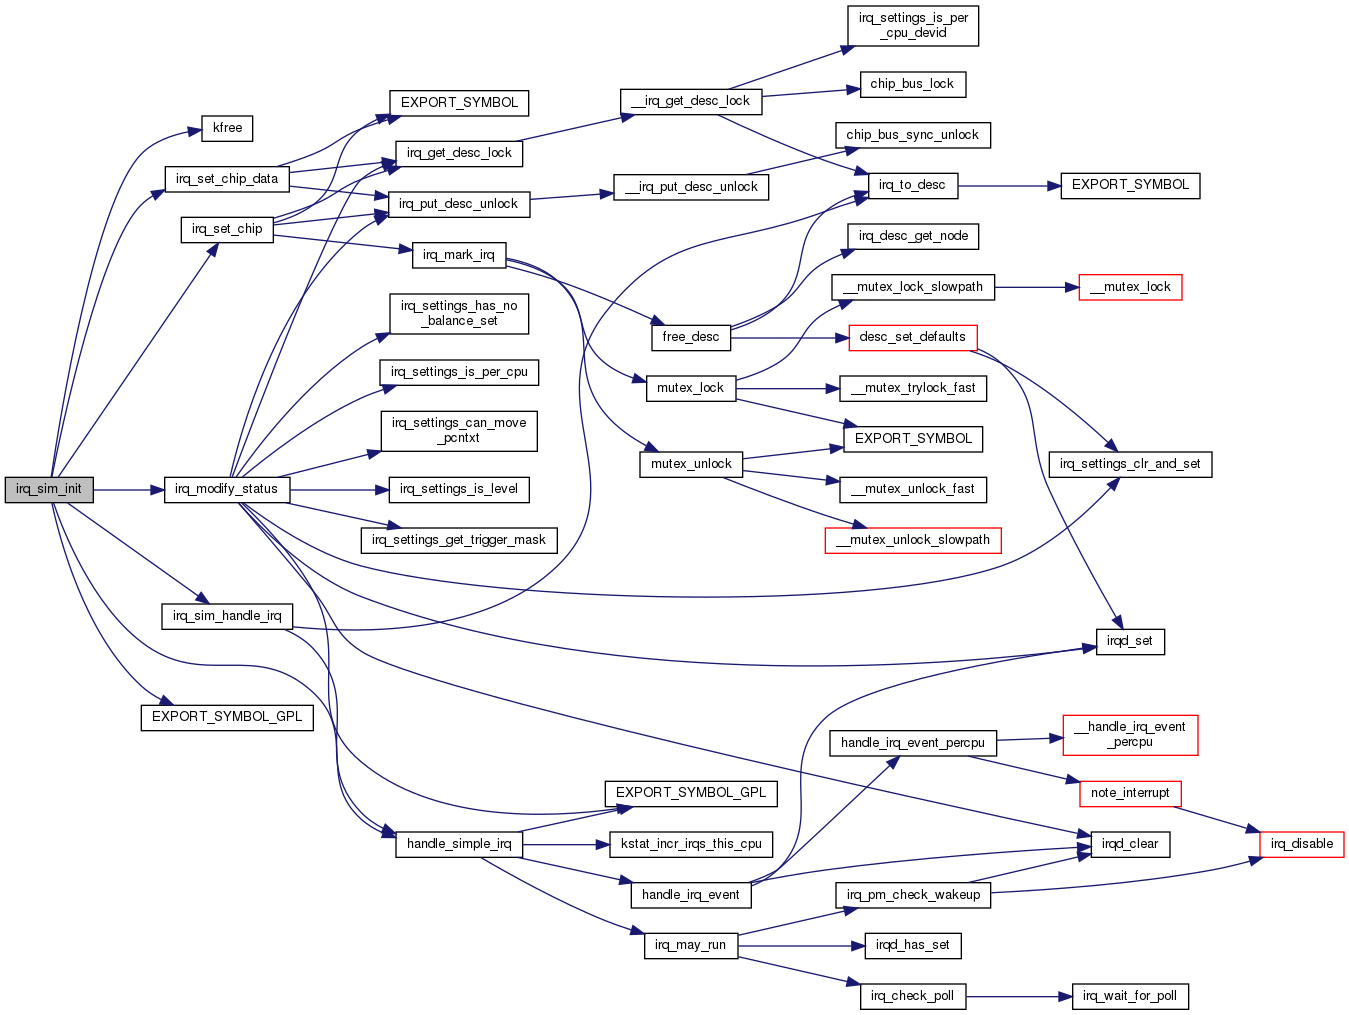 irq_settings_is_per
_cpu_devid
chip_bus_lock
EXPORT_SYMBOL
__irq_get_desc_lock
kfree
chip_bus_sync_unlock
irq_get_desc_lock
irq_set_chip_data
irq_to_desc
EXPORT_SYMBOL
__irq_put_desc_unlock
irq_put_desc_unlock
irq_set_chip
irq_desc_get_node
irq_mark_irq
__mutex_lock_slowpath
__mutex_lock
irq_settings_has_no
_balance_set
free_desc
desc_set_defaults
irq_settings_is_per_cpu
mutex_lock
__mutex_trylock_fast
irq_settings_can_move
_pcntxt
EXPORT_SYMBOL
mutex_unlock
irq_settings_clr_and_set
irq_sim_init
irq_modify_status
irq_settings_is_level
__mutex_unlock_fast
irq_settings_get_trigger_mask
__mutex_unlock_slowpath
irq_sim_handle_irq
irqd_set
EXPORT_SYMBOL_GPL
handle_irq_event_percpu
__handle_irq_event
_percpu
EXPORT_SYMBOL_GPL
note_interrupt
handle_simple_irq
kstat_incr_irqs_this_cpu
irqd_clear
irq_disable
handle_irq_event
irq_pm_check_wakeup
irq_may_run
irqd_has_set
irq_check_poll
irq_wait_for_poll